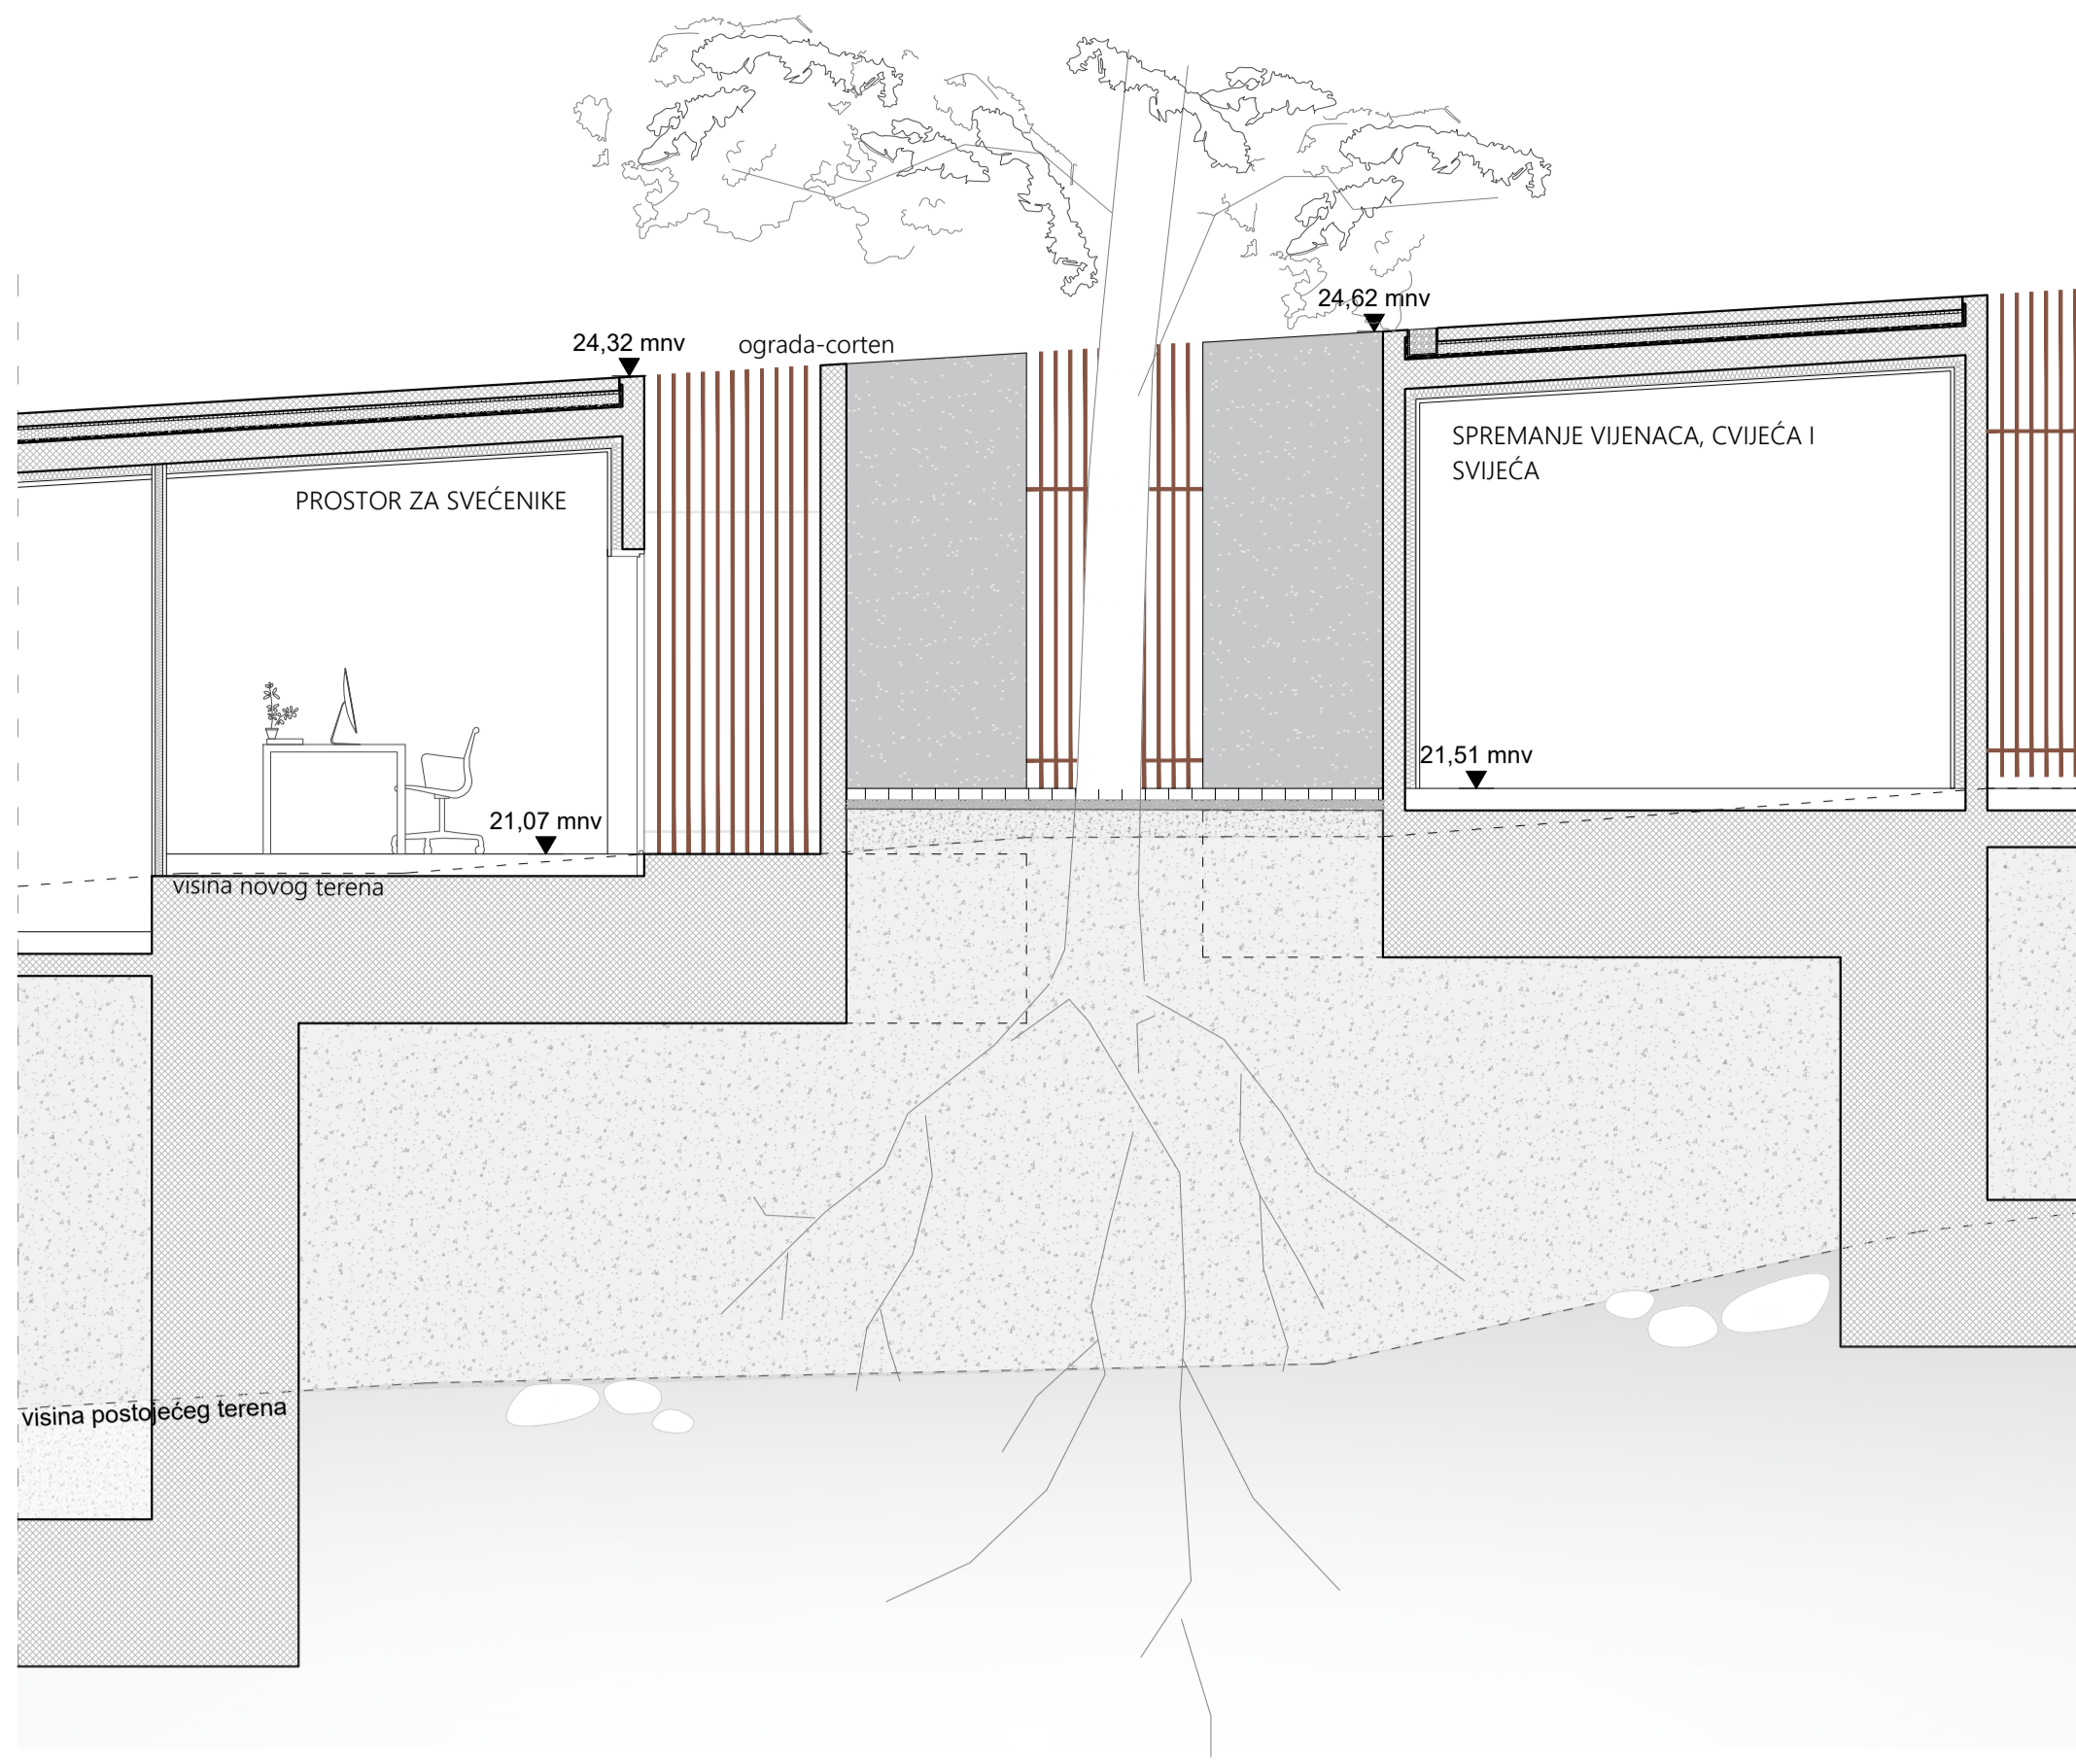 24,62 mnv
24,32 mnv
ograda-corten
SPREMANJE VIJENACA, CVIJEĆA I
SVIJEĆA
PROSTOR ZA SVEĆENIKE
21,51 mnv
21,07 mnv
visina novog terena
visina postojećeg terena